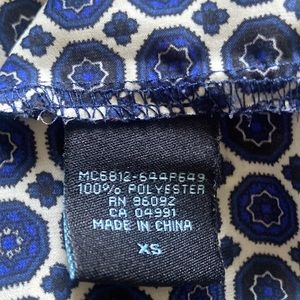 MC6812-644P649
100% POLYESTER
RN 96092
CA 04991
MADE IN CHINA
XS